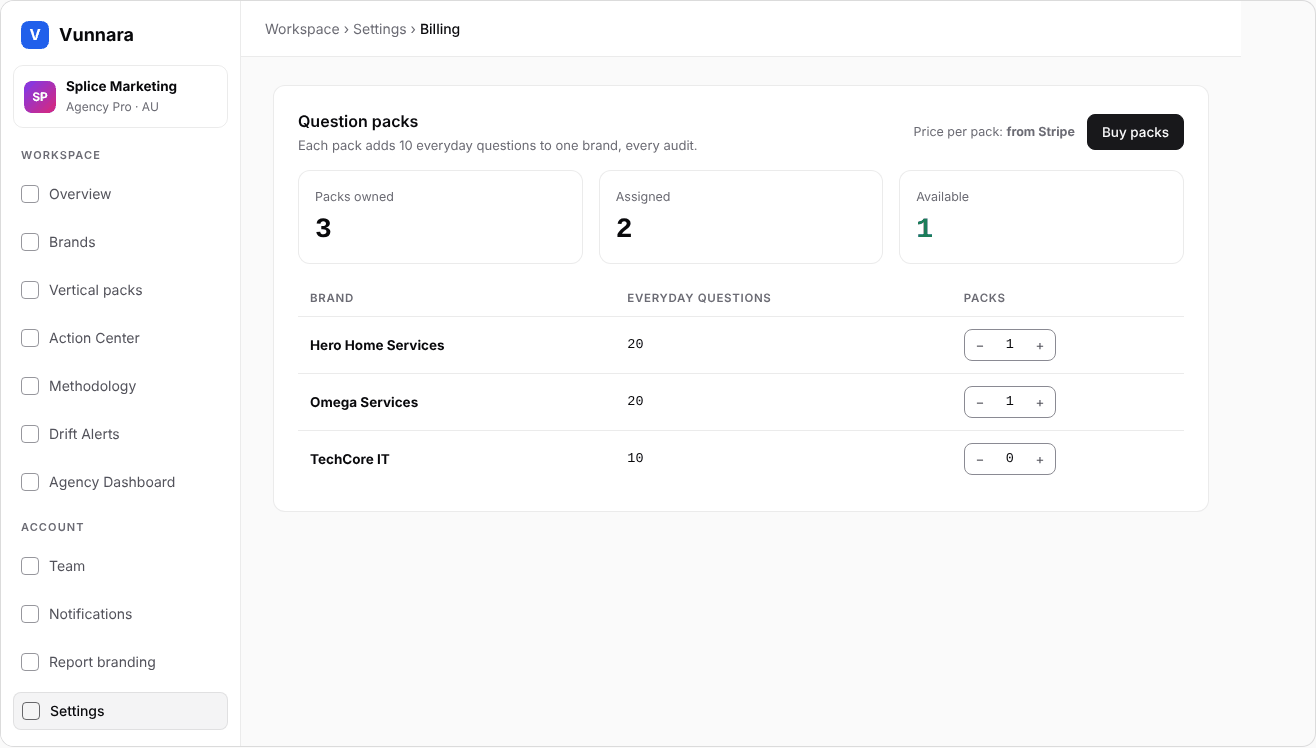 V Vunnara
SP Splice Marketing
Agency Pro · AU
WORKSPACE
Overview
Brands
Vertical packs
Action Center
Methodology
Drift Alerts
Agency Dashboard
ACCOUNT
Team
Notifications
Report branding
Settings
Workspace › Settings › Billing
Question packs
Each pack adds 10 everyday questions to one brand, every audit.
Price per pack: from Stripe
Buy packs
Packs owned
3
Assigned
2
Available
1
BRAND EVERYDAY QUESTIONS PACKS
Hero Home Services 20 − 1 +
Omega Services 20 − 1 +
TechCore IT 10 − 0 +